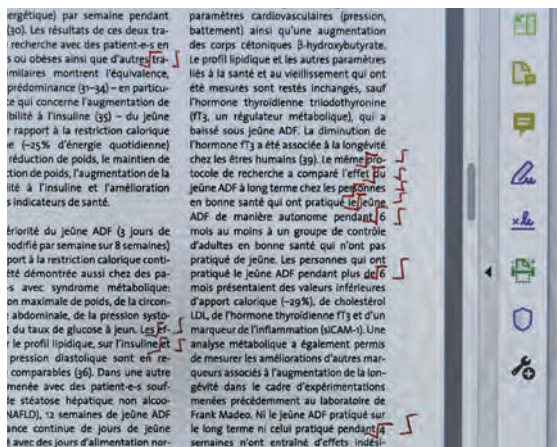 ergétique) par semaine pendant
(30). Les résultats de ces deux tra-
recherche avec des patient-e-s en
s ou obèses ainsi que d'autres tra-
milaires montrent l'équivalence,
prédominance (31–34) – en particu-
ce qui concerne l'augmentation de
bilité à l'insuline (35) – du jeûne
r rapport à la restriction calorique
e (–25% d'énergie quotidienne)
réduction de poids, le maintien de
tion de poids, l'augmentation de la
lité à l'insuline et l'amélioration
s indicateurs de santé.
ériorité du jeûne ADF (3 jours de
modifié par semaine sur 8 semaines)
port à la restriction calorique conti-
été démontrée aussi chez des pa-
-s avec syndrome métabolique:
on maximale de poids, de la circon-
abdominale, de la pression systo-
t du taux de glucose à jeun. Les ef-
r le profil lipidique, sur l'insuline et
pression diastolique sont en re-
comparables (36). Dans une autre
menée avec des patient-e-s souf-
le stéatose hépatique non alcoo-
NAFLD), 12 semaines de jeûne ADF
ance continue de jours de jeûne
avec des jours d'alimentation nor-
paramètres cardiovasculaires (pression,
battement) ainsi qu'une augmentation
des corps cétoniques β-hydroxybutyrate.
Le profil lipidique et les autres paramètres
liés à la santé et au vieillissement qui ont
été mesurés sont restés inchangés, sauf
l'hormone thyroïdienne triiodothyronine
(fT3, un régulateur métabolique), qui a
baissé sous jeûne ADF. La diminution de
l'hormone fT3 a été associée à la longévité
chez les êtres humains (39). Le même pro-
tocole de recherche a comparé l'effet du
jeûne ADF à long terme chez les personnes
en bonne santé qui ont pratiqué le jeûne
ADF de manière autonome pendant 6
mois au moins à un groupe de contrôle
d'adultes en bonne santé qui n'ont pas
pratiqué de jeûne. Les personnes qui ont
pratiqué le jeûne ADF pendant plus de 6
mois présentaient des valeurs inférieures
d'apport calorique (–29%), de cholestérol
LDL, de l'hormone thyroïdienne fT3 et d'un
marqueur de l'inflammation (sICAM-1). Une
analyse métabolique a également permis
de mesurer les améliorations d'autres mar-
queurs associés à l'augmentation de la lon-
gévité dans le cadre d'expérimentations
menées précédemment au laboratoire de
Frank Madeo. Ni le jeûne ADF pratiqué sur
le long terme ni celui pratiqué pendant 4
semaines n'ont entraîné d'effets indési-